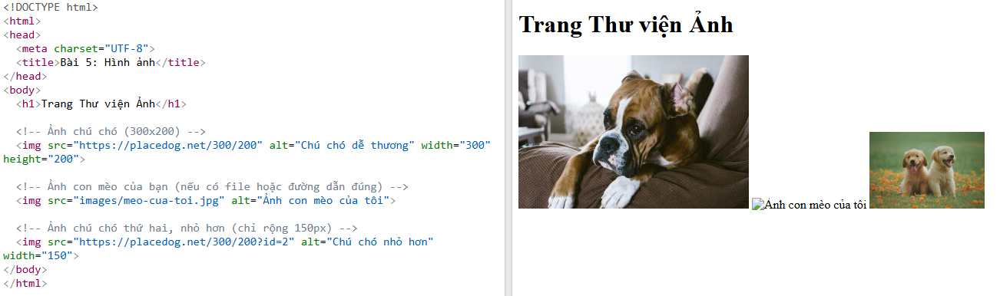 <!DOCTYPE html>
<html>
<head>
  <meta charset="UTF-8">
  <title>Bài 5: Hình ảnh</title>
</head>
<body>
  <h1>Trang Thư viện Ảnh</h1>

  <!-- Ảnh chú chó (300x200) -->
  <img src="https://placedog.net/300/200" alt="Chú chó dễ thương" width="300"
height="200">

  <!-- Ảnh con mèo của bạn (nếu có file hoặc đường dẫn đúng) -->
  <img src="images/meo-cua-toi.jpg" alt="Ảnh con mèo của tôi">

  <!-- Ảnh chú chó thứ hai, nhỏ hơn (chỉ rộng 150px) -->
  <img src="https://placedog.net/300/200?id=2" alt="Chú chó nhỏ hơn"
width="150">
</body>
</html>
Trang Thư viện Ảnh
Ảnh con mèo của tôi